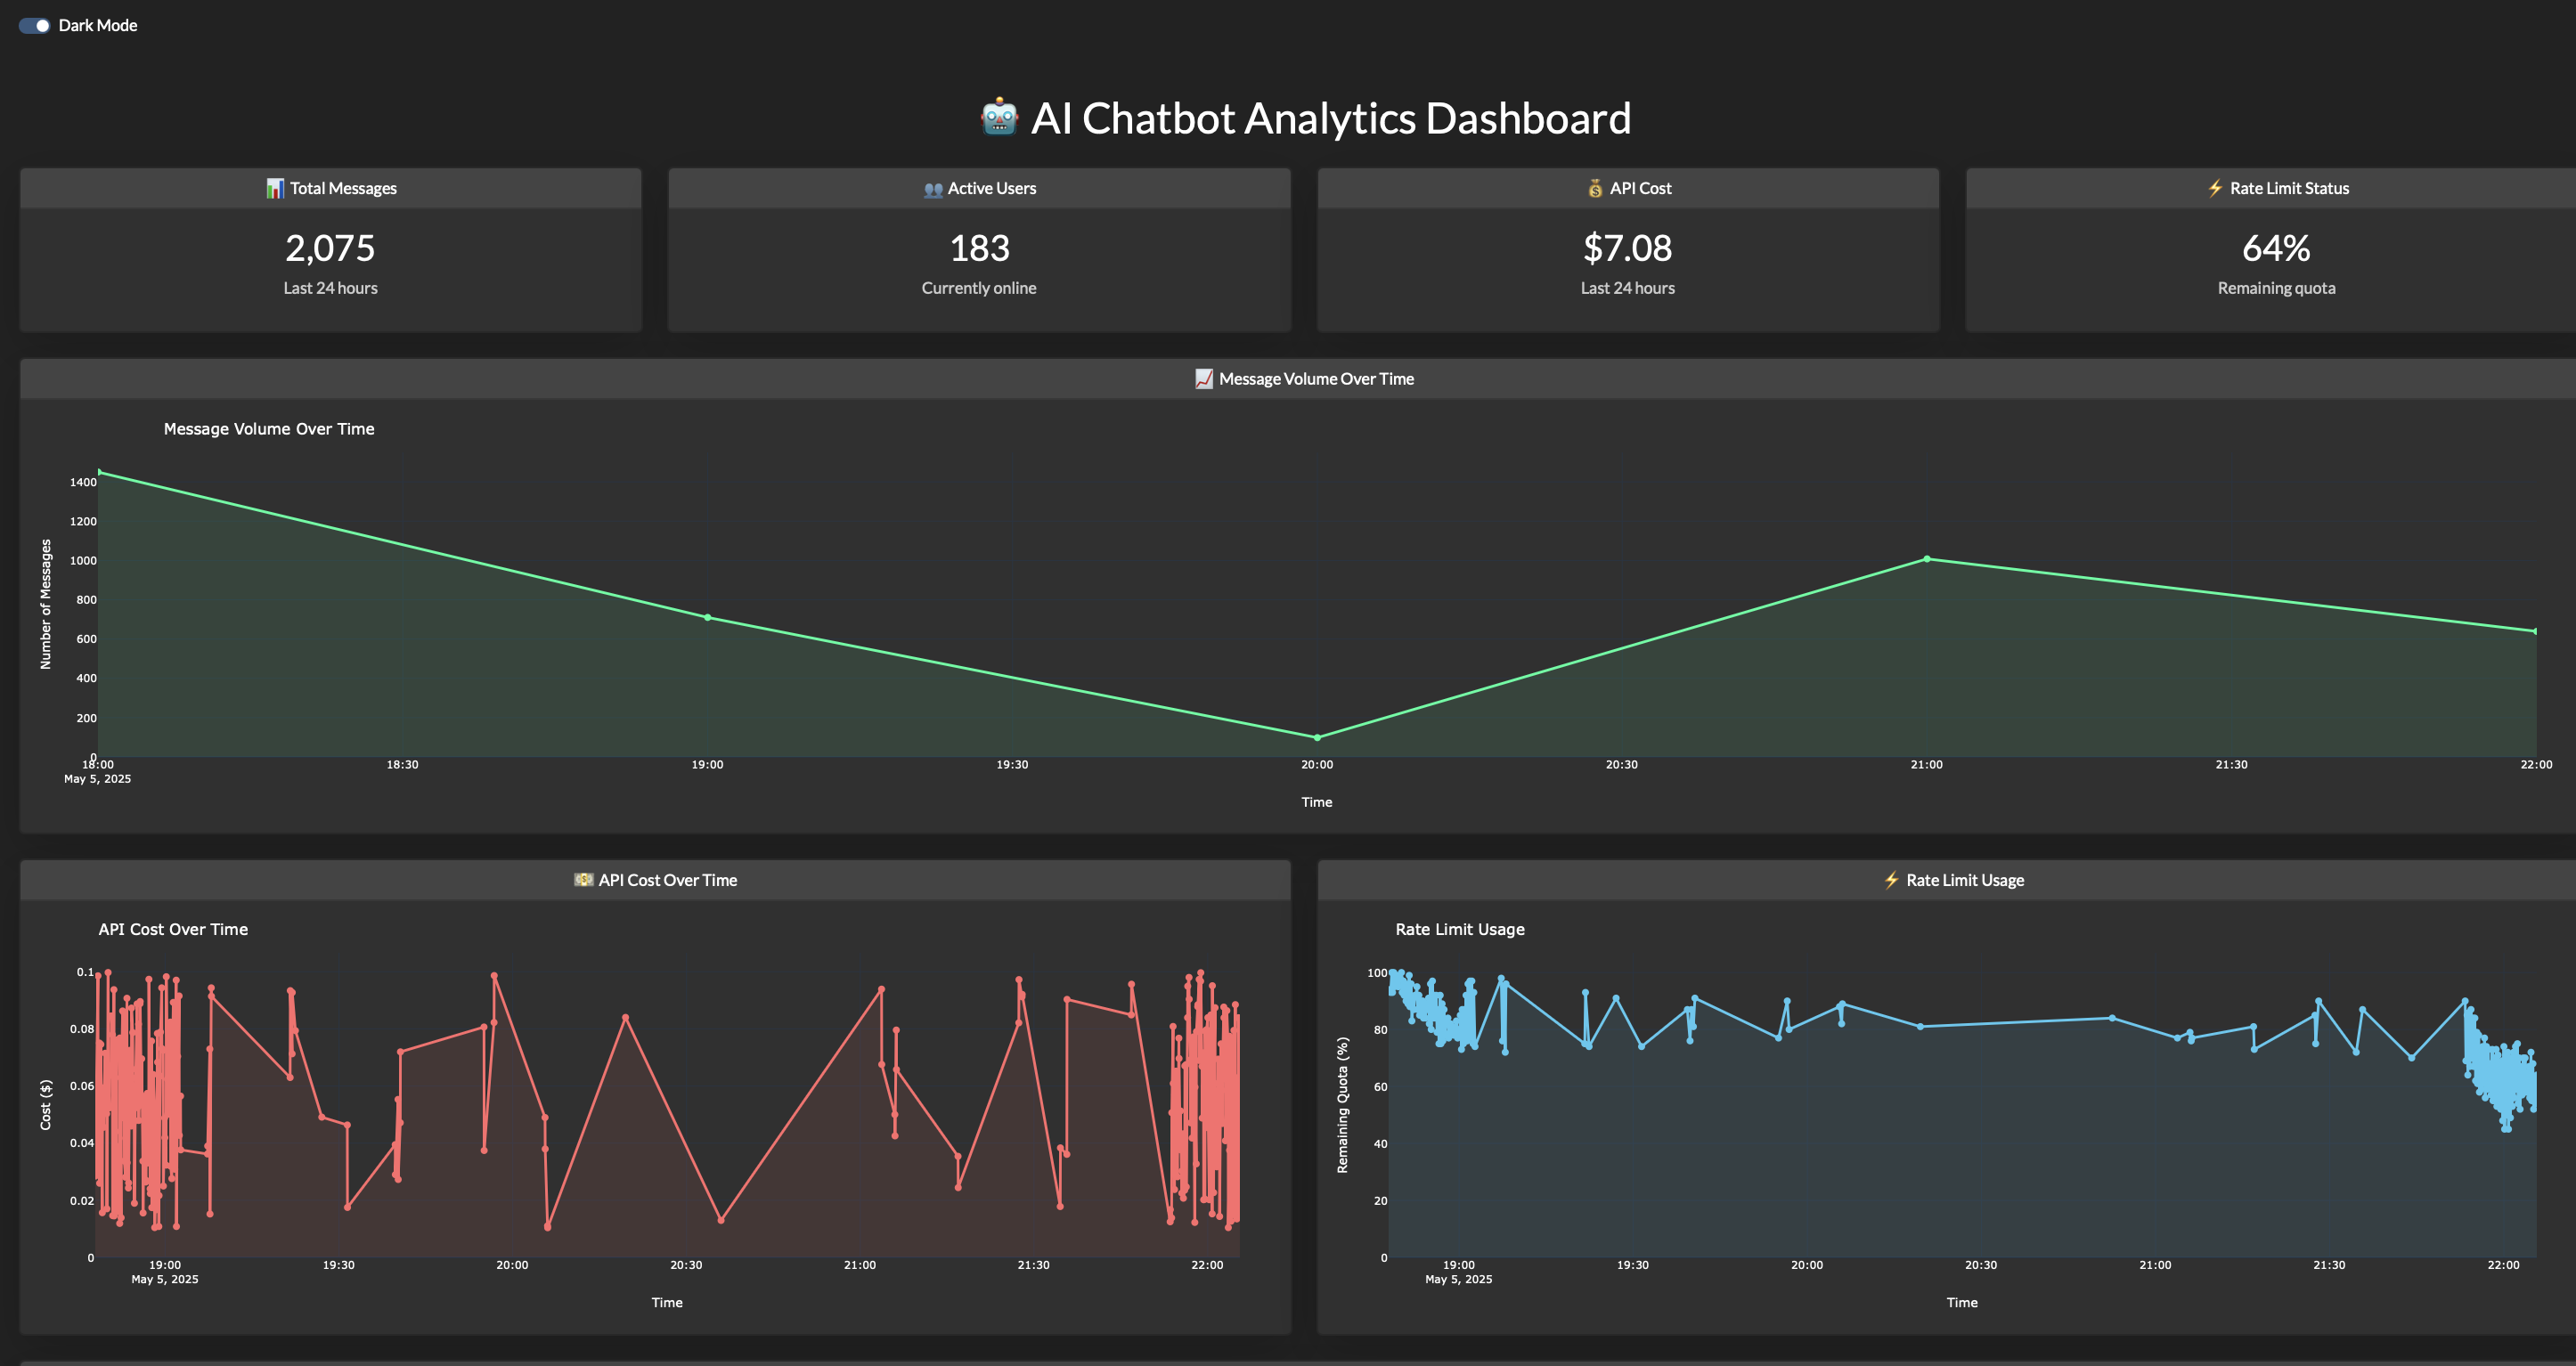 Dark Mode
🤖 AI Chatbot Analytics Dashboard
📊 Total Messages
2,075
Last 24 hours
👥 Active Users
183
Currently online
💰 API Cost
$7.08
Last 24 hours
⚡ Rate Limit Status
64%
Remaining quota
📈 Message Volume Over Time
Message Volume Over Time
Number of Messages
1400
1200
1000
800
600
400
200
0
18:00
18:30
19:00
19:30
20:00
20:30
21:00
21:30
22:00
May 5, 2025
Time
💵 API Cost Over Time
API Cost Over Time
Cost ($)
0.1
0.08
0.06
0.04
0.02
0
19:00
19:30
20:00
20:30
21:00
21:30
22:00
May 5, 2025
Time
⚡ Rate Limit Usage
Rate Limit Usage
Remaining Quota (%)
100
80
60
40
20
0
19:00
19:30
20:00
20:30
21:00
21:30
22:00
May 5, 2025
Time